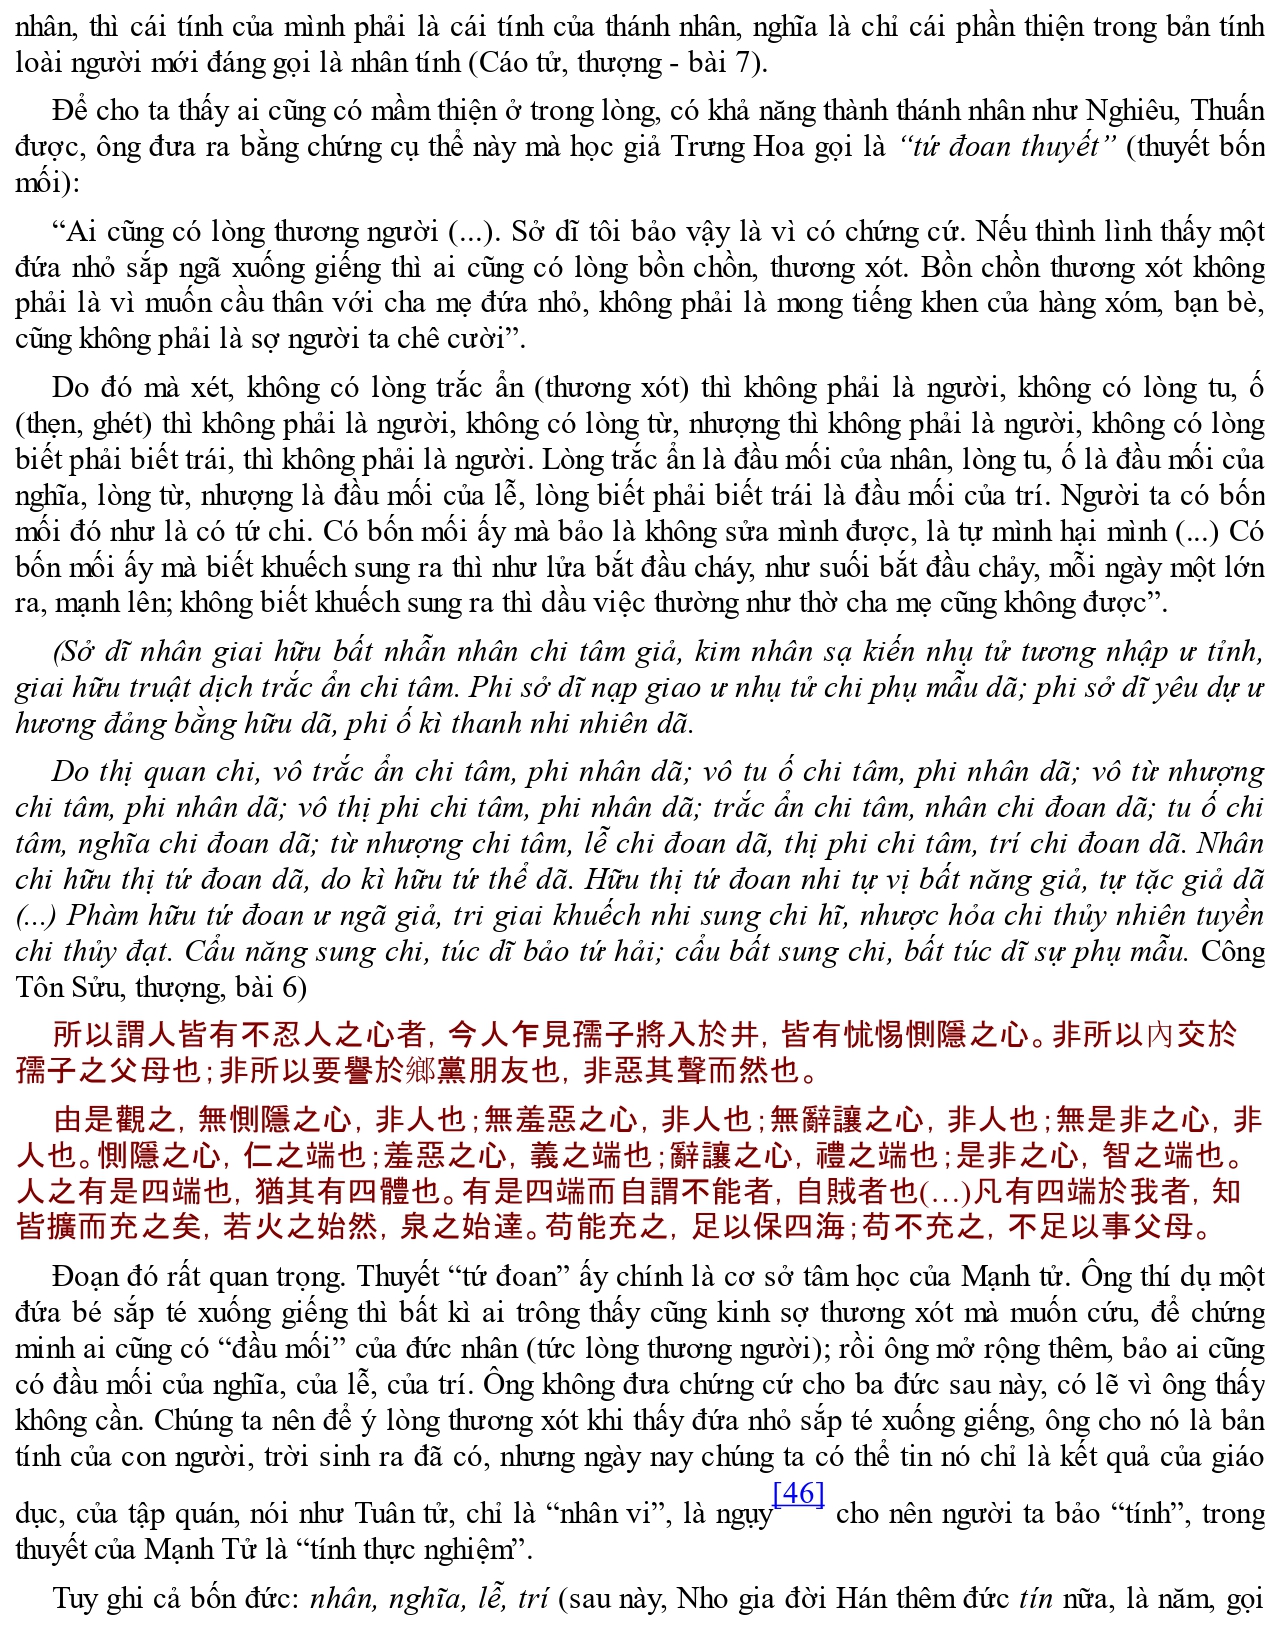 nhân, thì cái tính của mình phải là cái tính của thánh nhân, nghĩa là chỉ cái phần thiện trong bản tính
loài người mới đáng gọi là nhân tính (Cáo tử, thượng - bài 7).
Để cho ta thấy ai cũng có mầm thiện ở trong lòng, có khả năng thành thánh nhân như Nghiêu, Thuấn
được, ông đưa ra bằng chứng cụ thể này mà học giả Trưng Hoa gọi là “tứ đoan thuyết” (thuyết bốn
mối):
“Ai cũng có lòng thương người (...). Sở dĩ tôi bảo vậy là vì có chứng cứ. Nếu thình lình thấy một
đứa nhỏ sắp ngã xuống giếng thì ai cũng có lòng bồn chồn, thương xót. Bồn chồn thương xót không
phải là vì muốn cầu thân với cha mẹ đứa nhỏ, không phải là mong tiếng khen của hàng xóm, bạn bè,
cũng không phải là sợ người ta chê cười”.
Do đó mà xét, không có lòng trắc ẩn (thương xót) thì không phải là người, không có lòng tu, ố
(thẹn, ghét) thì không phải là người, không có lòng từ, nhượng thì không phải là người, không có lòng
biết phải biết trái, thì không phải là người. Lòng trắc ẩn là đầu mối của nhân, lòng tu, ố là đầu mối của
nghĩa, lòng từ, nhượng là đầu mối của lễ, lòng biết phải biết trái là đầu mối của trí. Người ta có bốn
mối đó như là có tứ chi. Có bốn mối ấy mà bảo là không sửa mình được, là tự mình hại mình (...) Có
bốn mối ấy mà biết khuếch sung ra thì như lửa bắt đầu cháy, như suối bắt đầu chảy, mỗi ngày một lớn
ra, mạnh lên; không biết khuếch sung ra thì dầu việc thường như thờ cha mẹ cũng không được”.
(Sở dĩ nhân giai hữu bất nhẫn nhân chi tâm giả, kim nhân sạ kiến nhụ tử tương nhập ư tỉnh,
giai hữu truật dịch trắc ẩn chi tâm. Phi sở dĩ nạp giao ư nhụ tử chi phụ mẫu dã; phi sở dĩ yêu dự ư
hương đảng bằng hữu dã, phi ố kì thanh nhi nhiên dã.
Do thị quan chi, vô trắc ẩn chi tâm, phi nhân dã; vô tu ố chi tâm, phi nhân dã; vô từ nhượng
chi tâm, phi nhân dã; vô thị phi chi tâm, phi nhân dã; trắc ẩn chi tâm, nhân chi đoan dã; tu ố chi
tâm, nghĩa chi đoan dã; từ nhượng chi tâm, lễ chi đoan dã, thị phi chi tâm, trí chi đoan dã. Nhân
chi hữu thị tứ đoan dã, do kì hữu tứ thể dã. Hữu thị tứ đoan nhi tự vị bất năng giả, tự tặc giả dã
(...) Phàm hữu tứ đoan ư ngã giả, tri giai khuếch nhi sung chi hĩ, nhược hỏa chi thủy nhiên tuyền
chi thủy đạt. Cẩu năng sung chi, túc dĩ bảo tứ hải; cẩu bất sung chi, bất túc dĩ sự phụ mẫu. Công
Tôn Sửu, thượng, bài 6)
所以謂人皆有不忍人之心者, 今人乍見孺子將入於井, 皆有怵惕惻隱之心。非所以內交於
孺子之父母也;非所以要譽於鄉黨朋友也, 非惡其聲而然也。
由是觀之, 無惻隱之心, 非人也;無羞惡之心, 非人也;無辭讓之心, 非人也;無是非之心, 非
人也。惻隱之心, 仁之端也;羞惡之心, 義之端也;辭讓之心, 禮之端也;是非之心, 智之端也。
人之有是四端也, 猶其有四體也。有是四端而自謂不能者, 自賊者也(…)凡有四端於我者, 知
皆擴而充之矣, 若火之始然, 泉之始達。苟能充之, 足以保四海;苟不充之, 不足以事父母。
Đoạn đó rất quan trọng. Thuyết “tứ đoan” ấy chính là cơ sở tâm học của Mạnh tử. Ông thí dụ một
đứa bé sắp té xuống giếng thì bất kì ai trông thấy cũng kinh sợ thương xót mà muốn cứu, để chứng
minh ai cũng có “đầu mối” của đức nhân (tức lòng thương người); rồi ông mở rộng thêm, bảo ai cũng
có đầu mối của nghĩa, của lễ, của trí. Ông không đưa chứng cứ cho ba đức sau này, có lẽ vì ông thấy
không cần. Chúng ta nên để ý lòng thương xót khi thấy đứa nhỏ sắp té xuống giếng, ông cho nó là bản
tính của con người, trời sinh ra đã có, nhưng ngày nay chúng ta có thể tin nó chỉ là kết quả của giáo
dục, của tập quán, nói như Tuân tử, chỉ là “nhân vi”, là ngụy[46] cho nên người ta bảo “tính”, trong
thuyết của Mạnh Tử là “tính thực nghiệm”.
Tuy ghi cả bốn đức: nhân, nghĩa, lễ, trí (sau này, Nho gia đời Hán thêm đức tín nữa, là năm, gọi